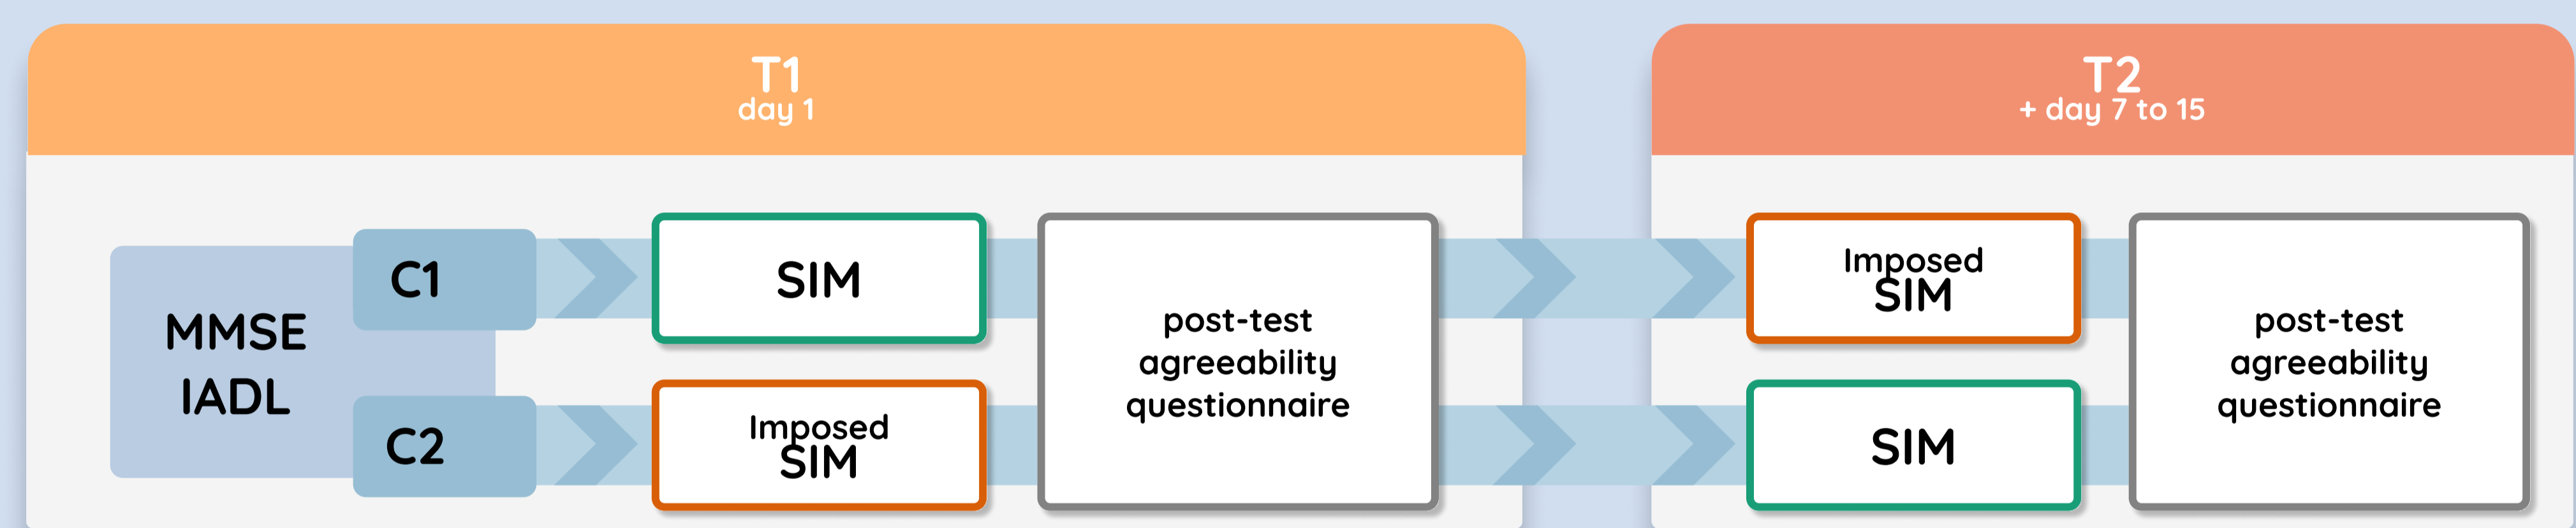 T1
day 1
T2
+ day 7 to 15
MMSE
IADL
C1
C2
SIM
Imposed
SIM
post-test
agreeability
questionnaire
Imposed
SIM
SIM
post-test
agreeability
questionnaire